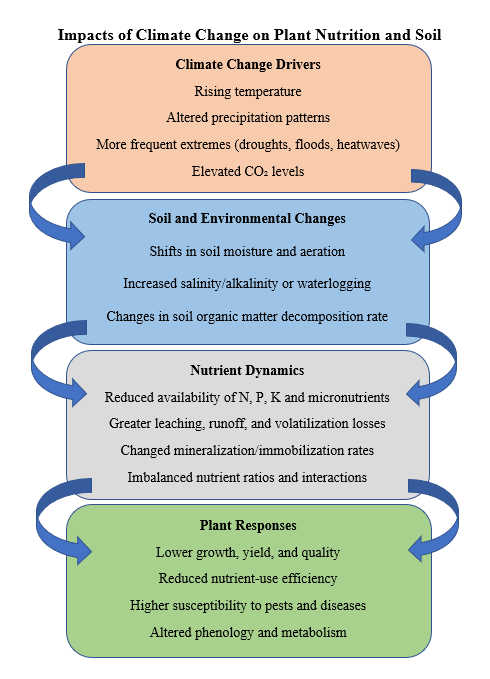 Impacts of Climate Change on Plant Nutrition and Soil
Climate Change Drivers
Rising temperature
Altered precipitation patterns
More frequent extremes (droughts, floods, heatwaves)
Elevated CO₂ levels
Soil and Environmental Changes
Shifts in soil moisture and aeration
Increased salinity/alkalinity or waterlogging
Changes in soil organic matter decomposition rate
Nutrient Dynamics
Reduced availability of N, P, K and micronutrients
Greater leaching, runoff, and volatilization losses
Changed mineralization/immobilization rates
Imbalanced nutrient ratios and interactions
Plant Responses
Lower growth, yield, and quality
Reduced nutrient-use efficiency
Higher susceptibility to pests and diseases
Altered phenology and metabolism